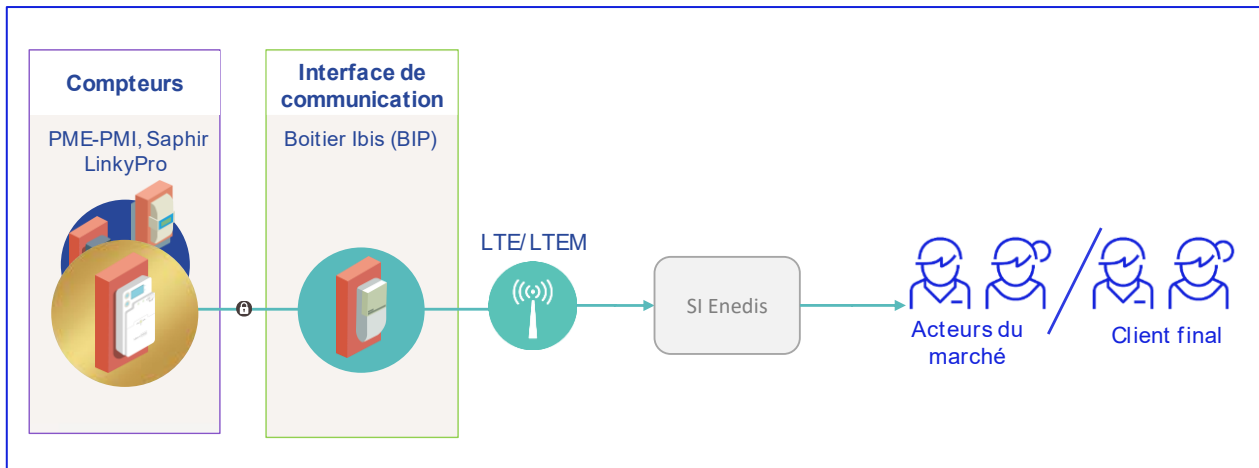 Compteurs
PME-PMI, Saphir
LinkyPro
Interface de
communication
Boitier Ibis (BIP)
LTE/ LTEM
SI Enedis
Acteurs du
marché
Client final